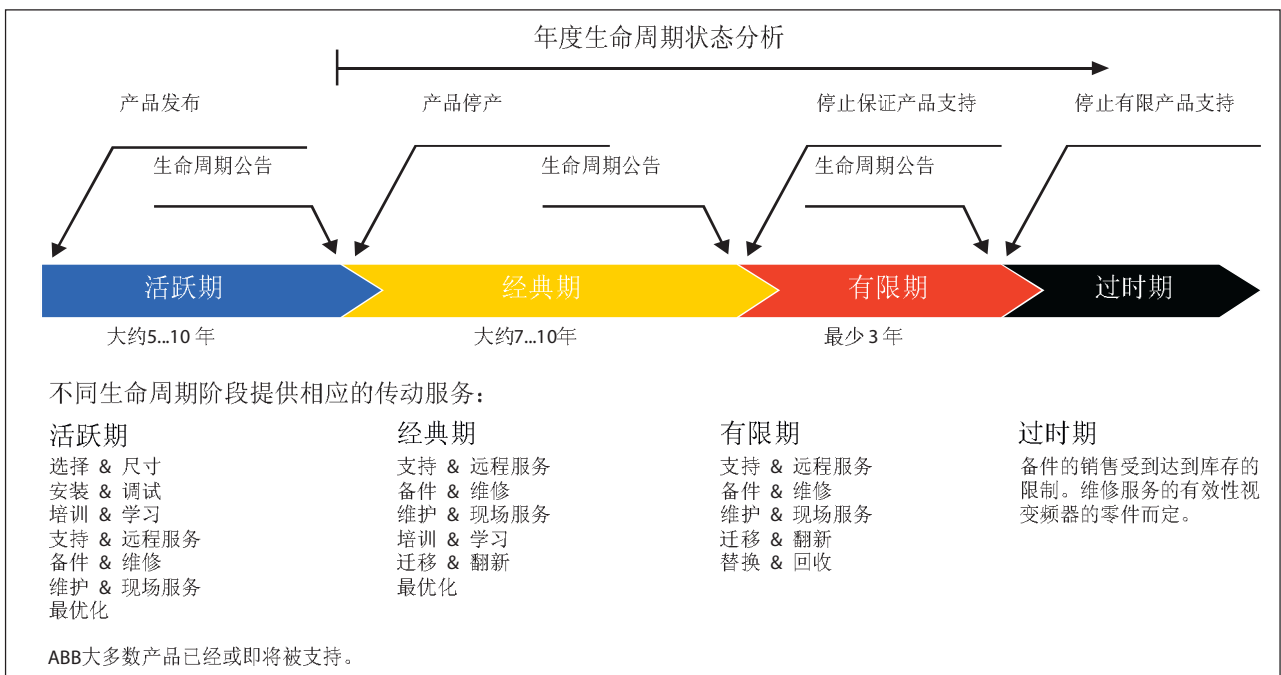 年度生命周期状态分析
产品发布
产品停产
停止保证产品支持
停止有限产品支持
生命周期公告
生命周期公告
生命周期公告
活跃期
经典期
有限期
过时期
大约5...10 年
大约7...10年
最少 3 年
不同生命周期阶段提供相应的传动服务：
活跃期
选择 & 尺寸
安装 & 调试
培训 & 学习
支持 & 远程服务
备件 & 维修
维护 & 现场服务
最优化
经典期
支持 & 远程服务
备件 & 维修
维护 & 现场服务
培训 & 学习
迁移 & 翻新
最优化
有限期
支持 & 远程服务
备件 & 维修
维护 & 现场服务
迁移 & 翻新
替换 & 回收
过时期
备件的销售受到达到库存的
限制。维修服务的有效性视
变频器的零件而定。
ABB大多数产品已经或即将被支持。